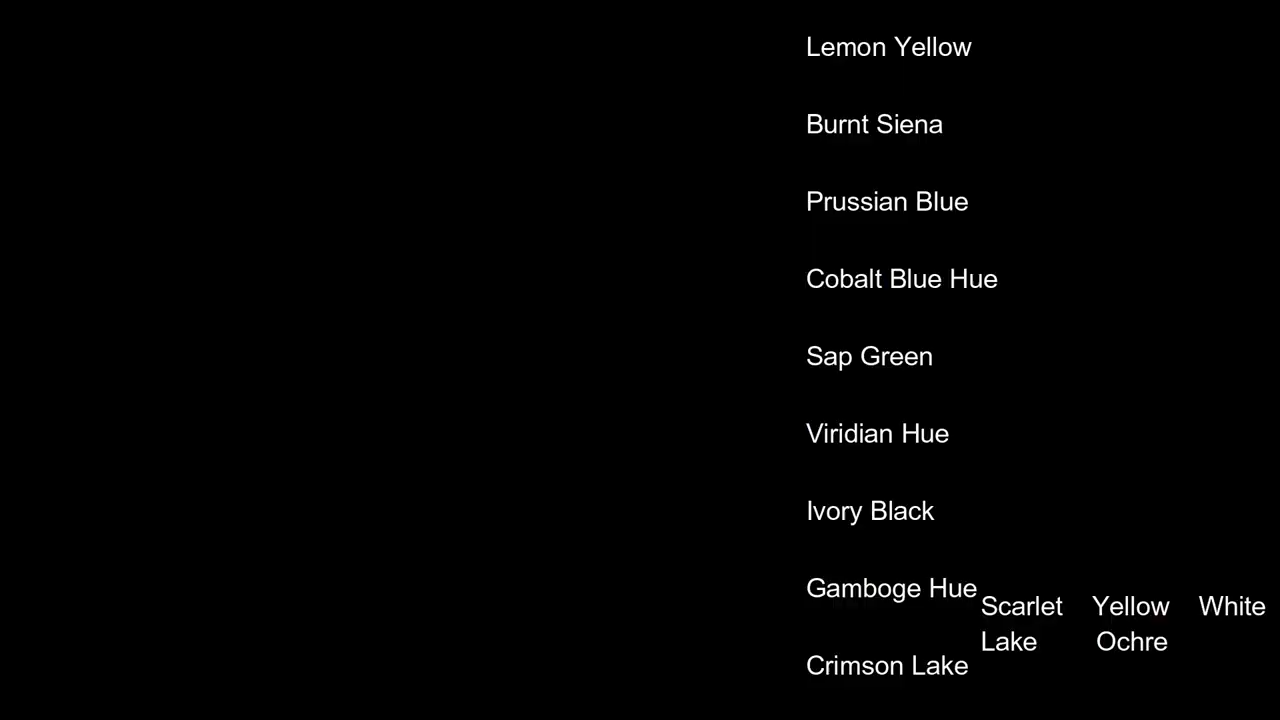 Lemon Yellow
Burnt Siena
Prussian Blue
Cobalt Blue Hue
Sap Green
Viridian Hue
Ivory Black
Gamboge Hue
Crimson Lake
Scarlet Yellow White
Lake Ochre